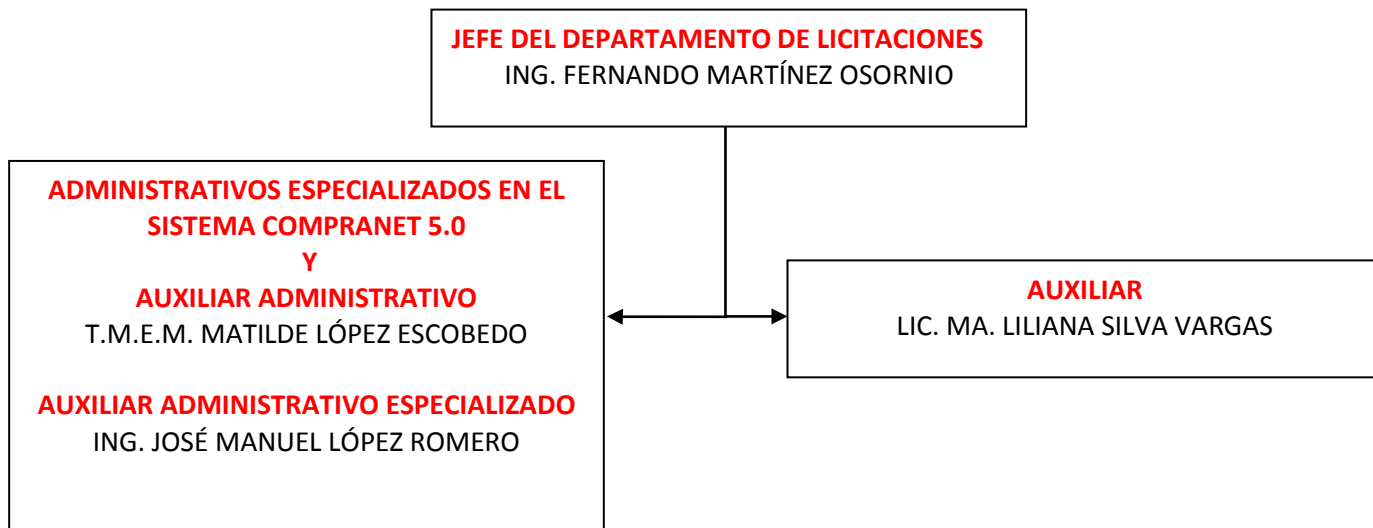 JEFE DEL DEPARTAMENTO DE LICITACIONES
ING. FERNANDO MARTÍNEZ OSORNIO
ADMINISTRATIVOS ESPECIALIZADOS EN EL
SISTEMA COMPRANET 5.0
Y
AUXILIAR ADMINISTRATIVO
T.M.E.M. MATILDE LÓPEZ ESCOBEDO
AUXILIAR ADMINISTRATIVO ESPECIALIZADO
ING. JOSÉ MANUEL LÓPEZ ROMERO
AUXILIAR
LIC. MA. LILIANA SILVA VARGAS